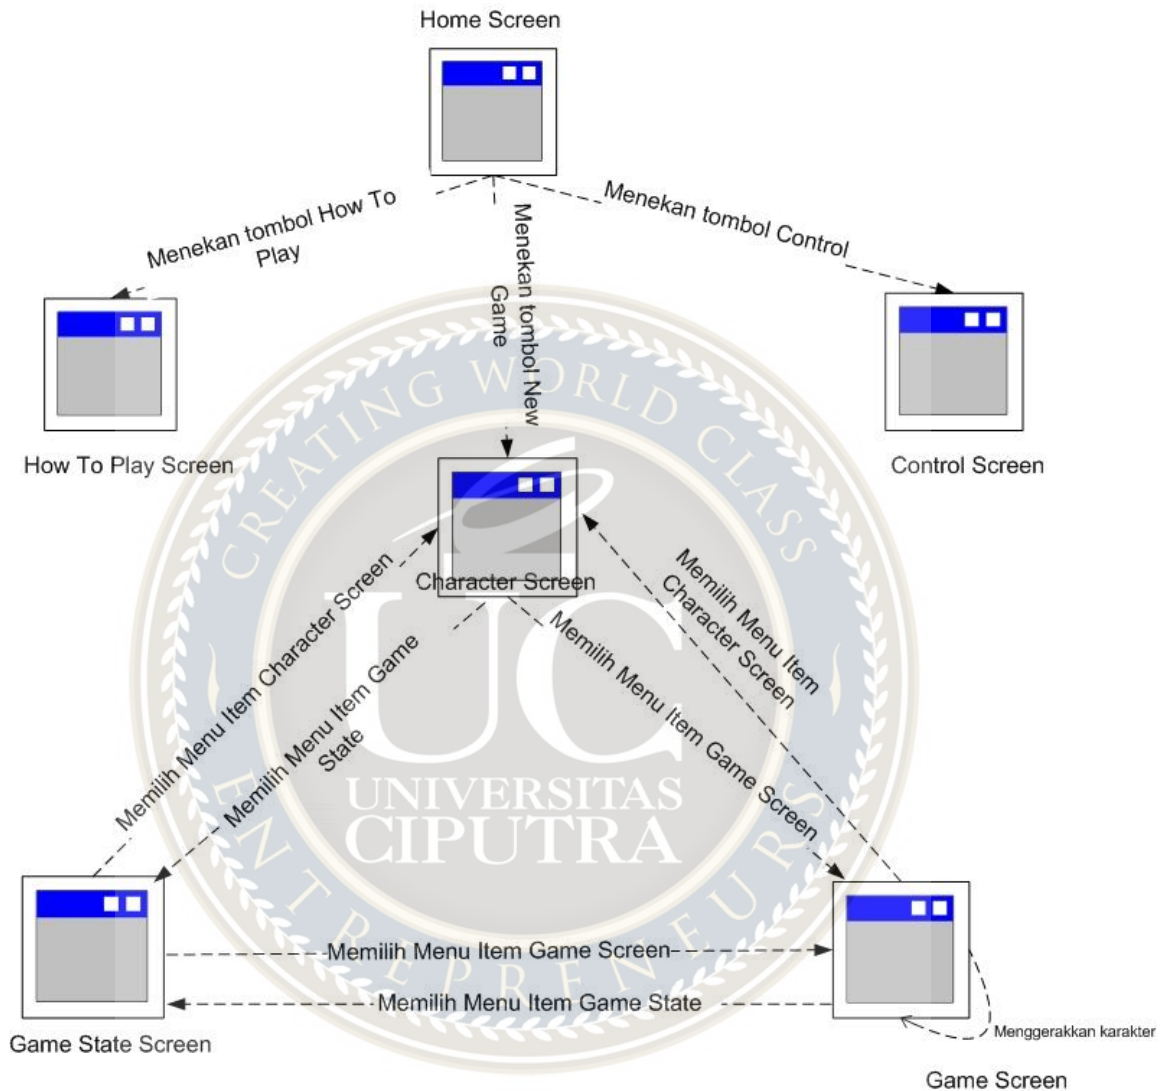 Home Screen
Menekan tombol How To
Play
Menekan tombol New
Game
Menekan tombol Control
How To Play Screen
Control Screen
CREATING WORLD CLASS
Character Screen
Memilih Menu Item Character Screen
Memilih Menu Item Game
State
Memilih Menu Item Game Screen
Memilih Menu Item
Character Screen
UC
UNIVERSITAS
CIPUTRA
ENTREPRENEURS
Memilih Menu Item Game Screen
Memilih Menu Item Game State
Game State Screen
Menggerakkan karakter
Game Screen